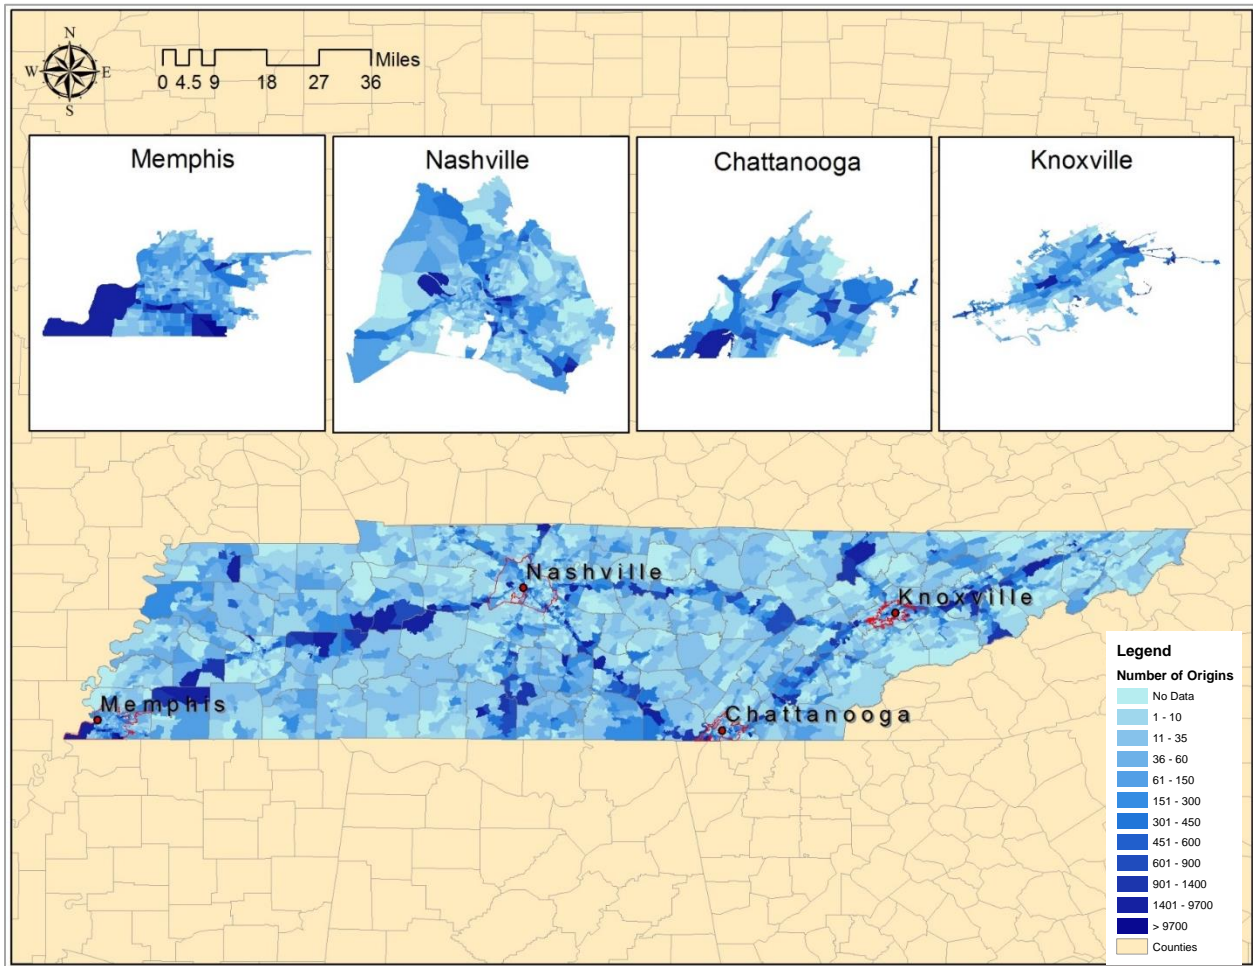 N
W E
S
Miles
0 4.5 9 18 27 36
Memphis
Nashville
Chattanooga
Knoxville
Nashville
Knoxville
Memphis
Chattanooga
Legend
Number of Origins
No Data
1 - 10
11 - 35
36 - 60
61 - 150
151 - 300
301 - 450
451 - 600
601 - 900
901 - 1400
1401 - 9700
> 9700
Counties